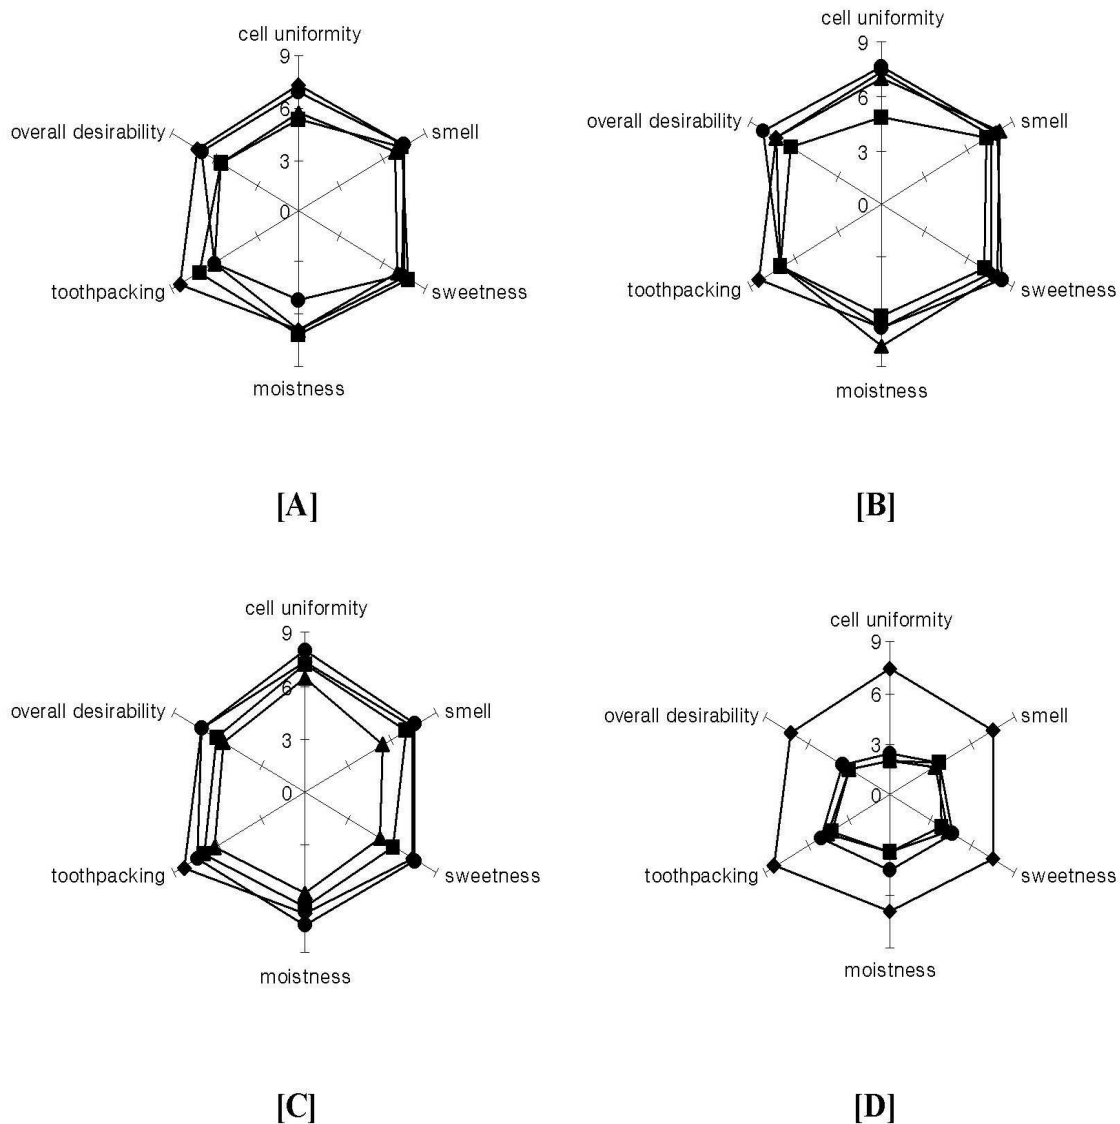 cell uniformity
9
6
3
0
overall desirability
smell
toothpacking
sweetness
moistness
[A]
cell uniformity
9
6
3
0
overall desirability
smell
toothpacking
sweetness
moistness
[B]
cell uniformity
9
6
3
0
overall desirability
smell
toothpacking
sweetness
moistness
[C]
cell uniformity
9
6
3
0
overall desirability
smell
toothpacking
sweetness
moistness
[D]